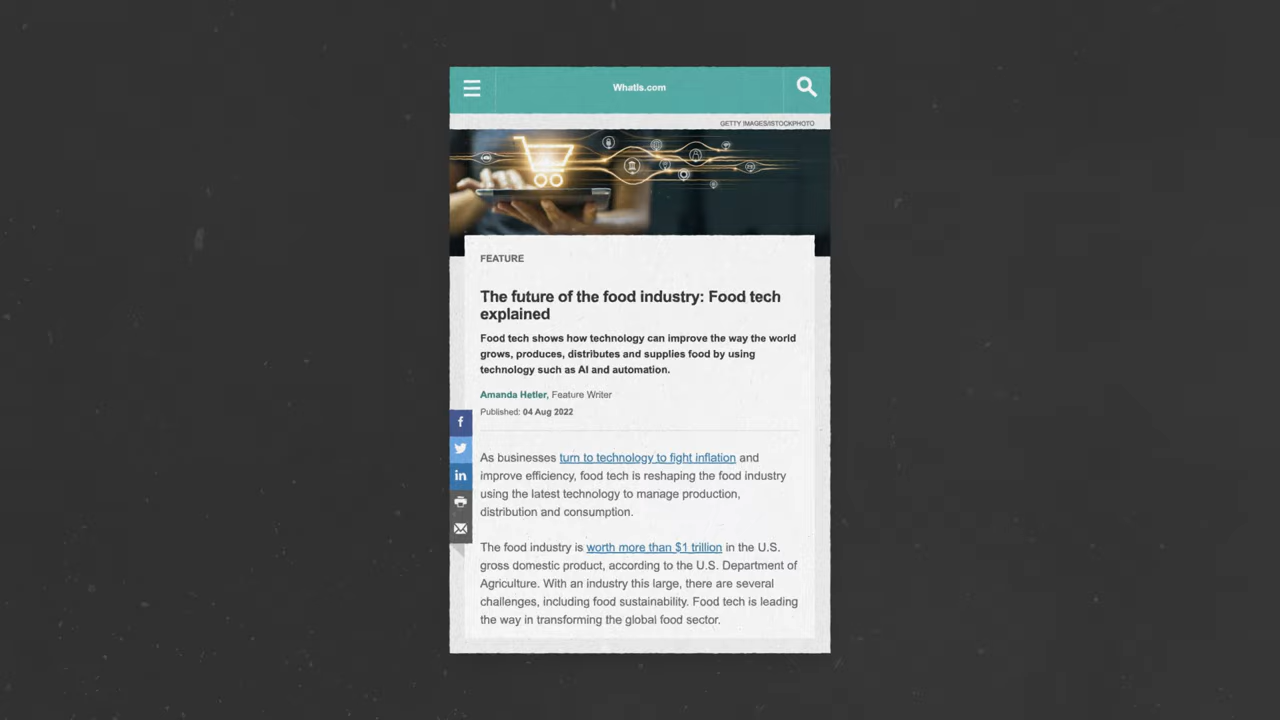 WhatIs.com
GETTY IMAGES/ISTOCKPHOTO
FEATURE
The future of the food industry: Food tech
explained
Food tech shows how technology can improve the way the world
grows, produces, distributes and supplies food by using
technology such as AI and automation.
Amanda Hetler, Feature Writer
Published: 04 Aug 2022
As businesses turn to technology to fight inflation and
improve efficiency, food tech is reshaping the food industry
using the latest technology to manage production,
distribution and consumption.
The food industry is worth more than $1 trillion in the U.S.
gross domestic product, according to the U.S. Department of
Agriculture. With an industry this large, there are several
challenges, including food sustainability. Food tech is leading
the way in transforming the global food sector.